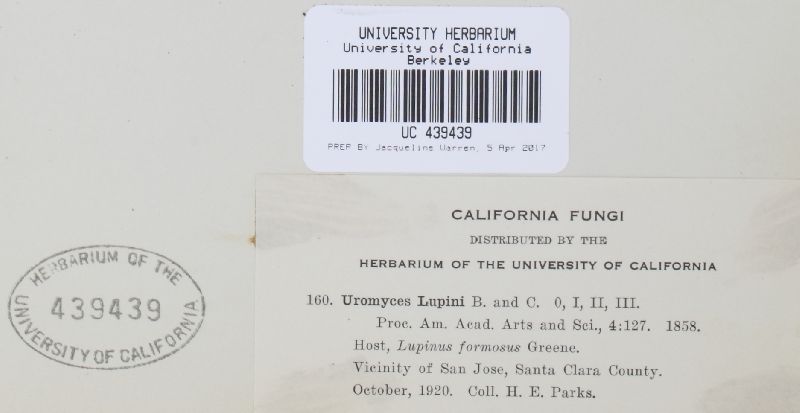 UNIVERSITY HERBARIUM
University of California
Berkeley
UC 439439
PREP BY Jacqueline Warren, 5 Apr 2017
CALIFORNIA FUNGI
DISTRIBUTED BY THE
HERBARIUM OF THE UNIVERSITY OF CALIFORNIA
160. Uromyces Lupini B. and C. 0, I, II, III.
Proc. Am. Acad. Arts and Sci., 4:127. 1858.
Host, Lupinus formosus Greene.
Vicinity of San Jose, Santa Clara County.
October, 1920. Coll. H. E. Parks.
HERBARIUM OF THE
439439
UNIVERSITY OF CALIFORNIA